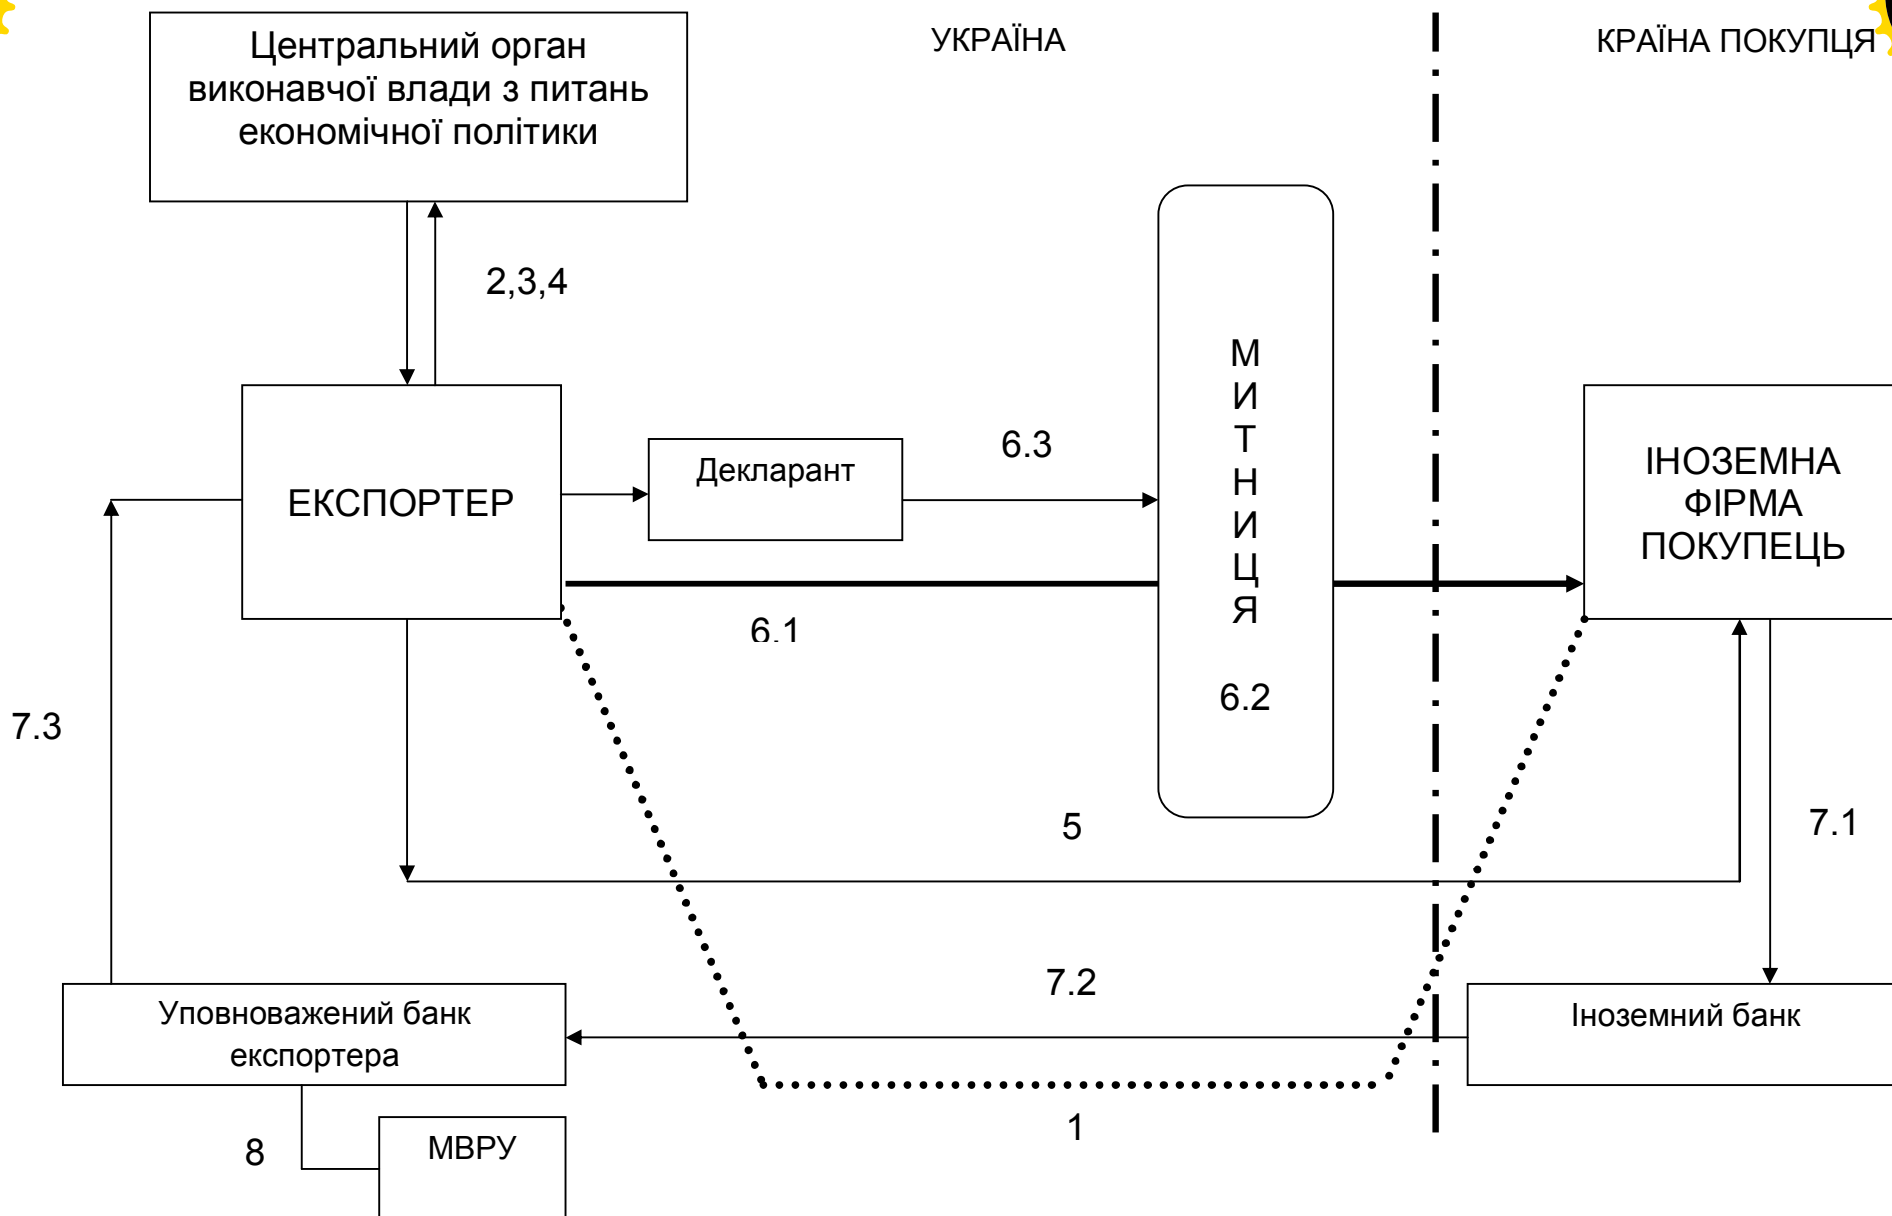 Центральний орган
виконавчої влади з питань
економічної політики
УКРАЇНА
КРАЇНА ПОКУПЦЯ
2,3,4
ЕКСПОРТЕР
Декларант
6.3
М
И
Т
Н
И
Ц
Я
6.2
ІНОЗЕМНА
ФІРМА
ПОКУПЕЦЬ
6.1
7.3
5
7.1
7.2
Уповноважений банк
експортера
Іноземний банк
1
8
МВРУ